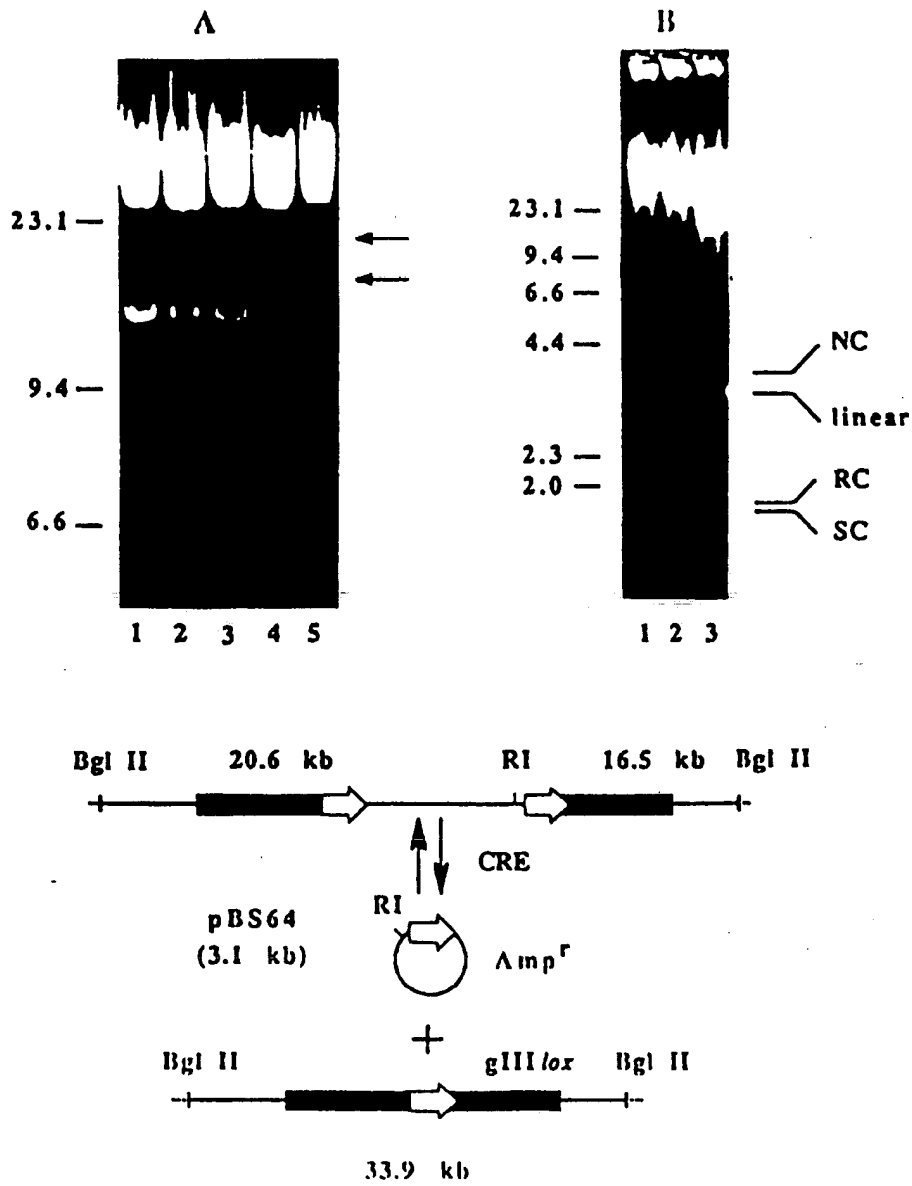 A
B
23.1
9.4
6.6
1 2 3 4 5
23.1
9.4
6.6
4.4
2.3
2.0
NC
linear
RC
SC
1 2 3
Bgl II 20.6 kb RI 16.5 kb Bgl II
CRE
RI
pBS64
(3.1 kb)
Amp^r
+
Bgl II gIII lox Bgl II
33.9 kb